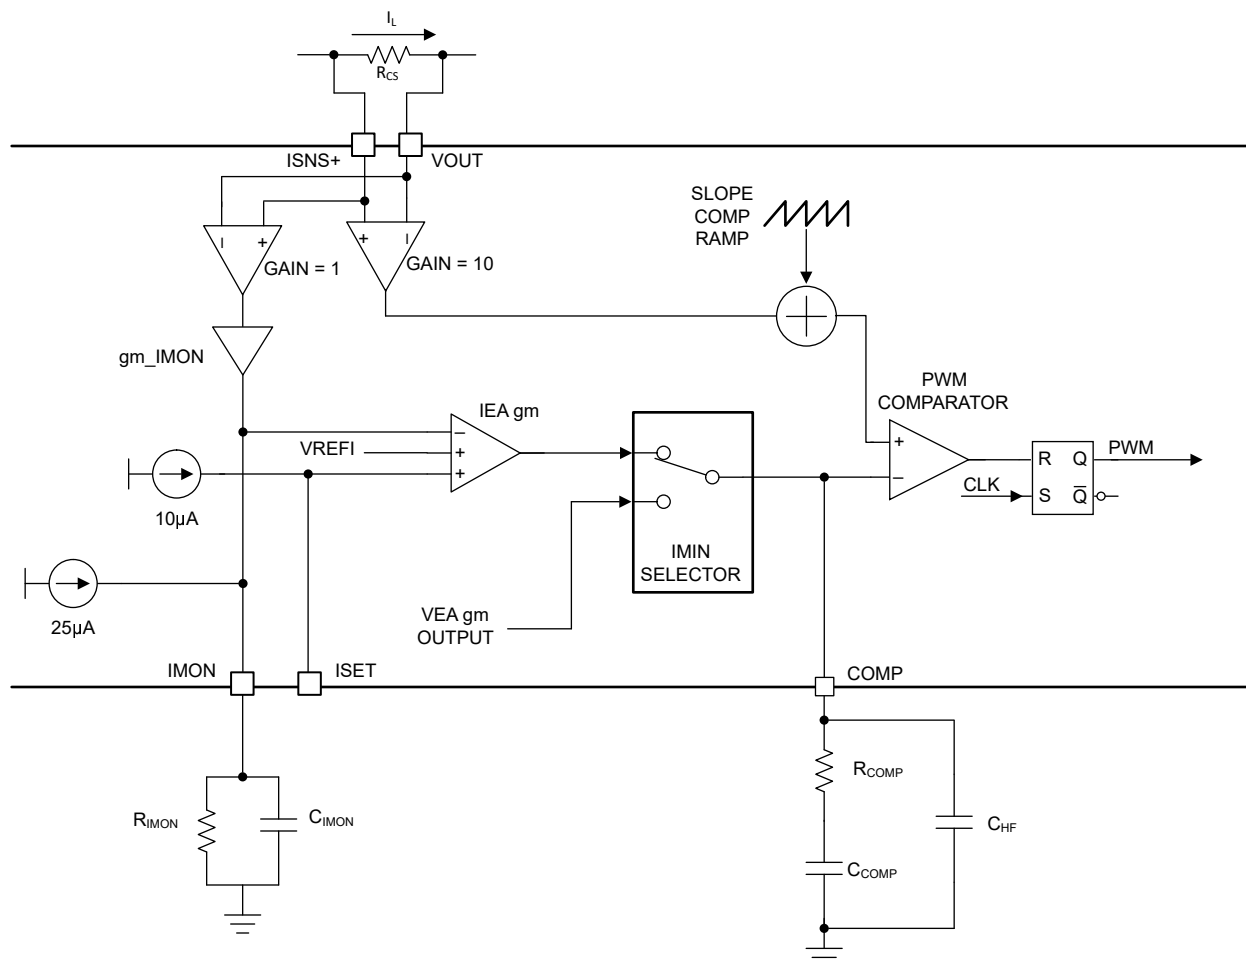 I_L
R_CS
ISNS+
VOUT
SLOPE
COMP
RAMP
GAIN = 1
GAIN = 10
gm_IMON
PWM
COMPARATOR
IEA gm
VREFI
10µA
R
Q
PWM
CLK
S
Q̅
IMIN
SELECTOR
25µA
VEA gm
OUTPUT
IMON
ISET
COMP
R_COMP
R_IMON
C_IMON
C_HF
C_COMP